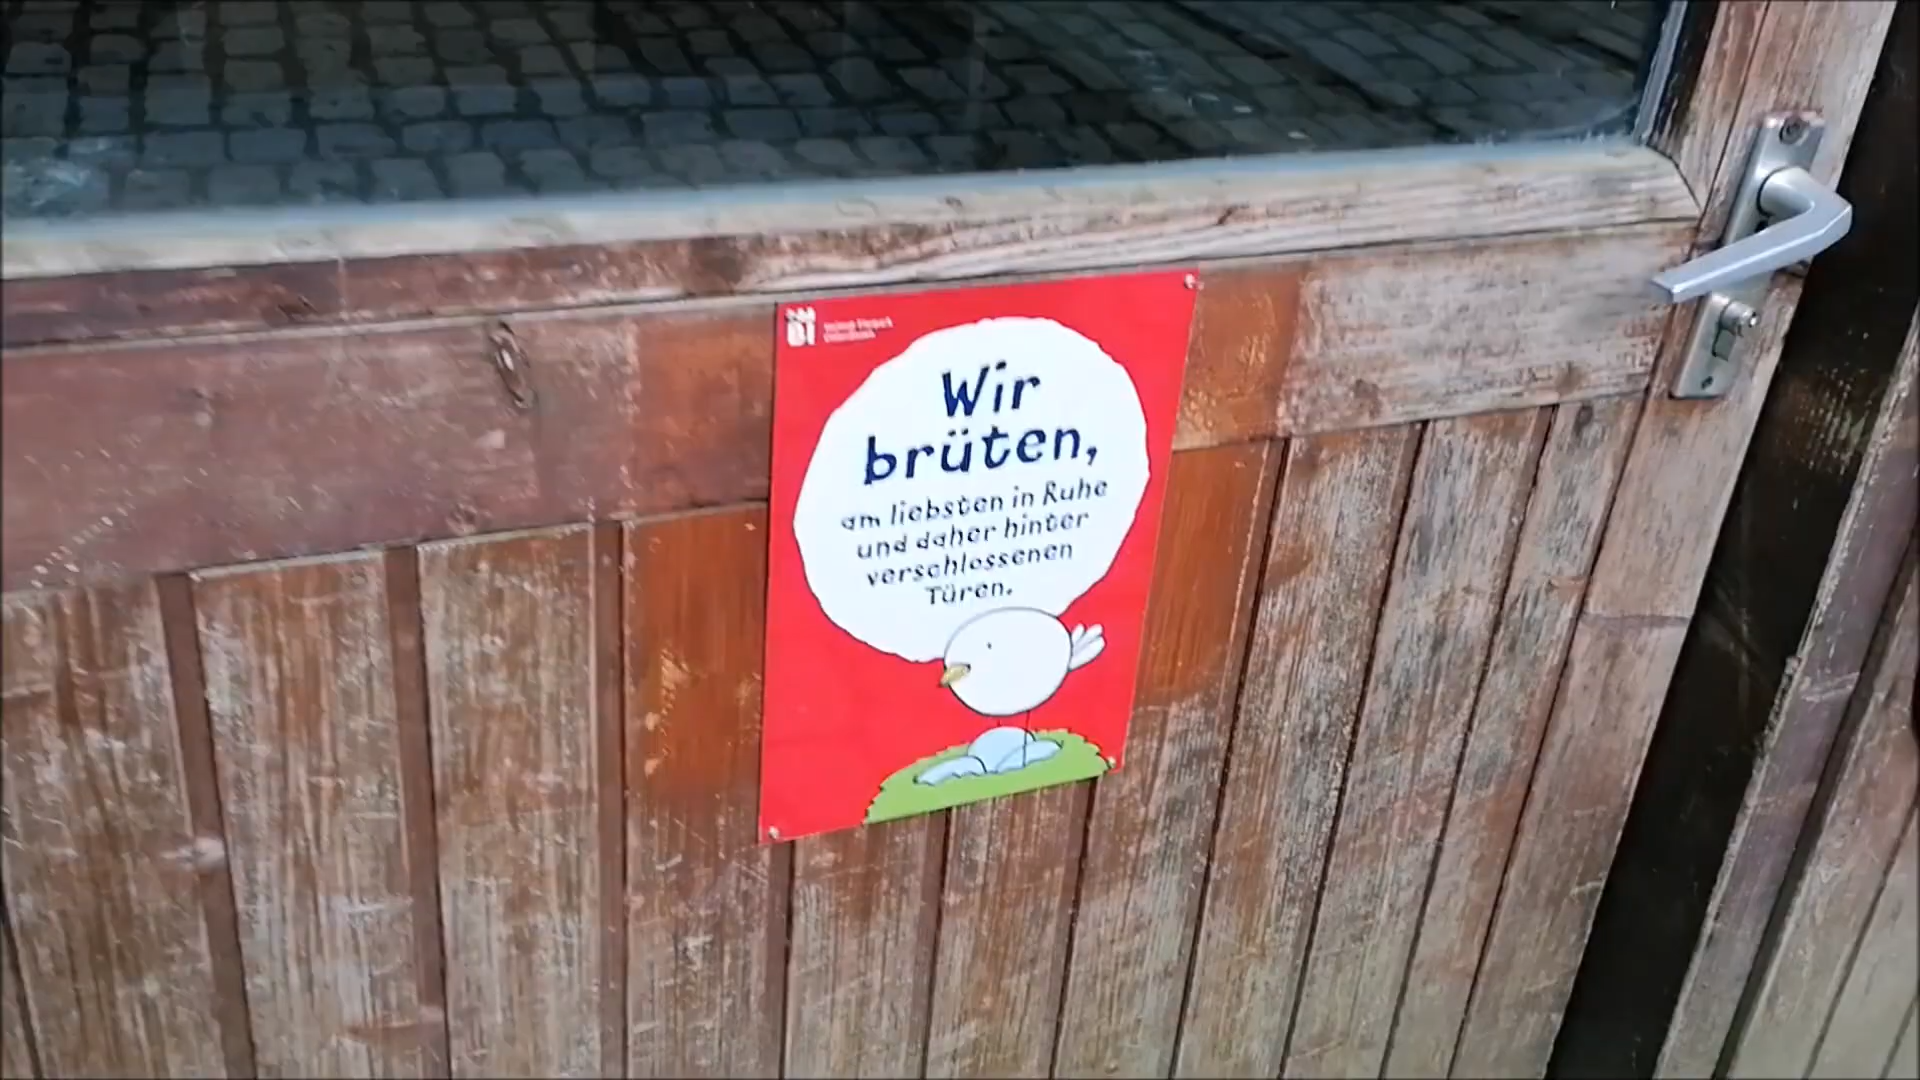 Wir
brüten,
am liebsten in Ruhe
und daher hinter
verschlossenen
Türen.